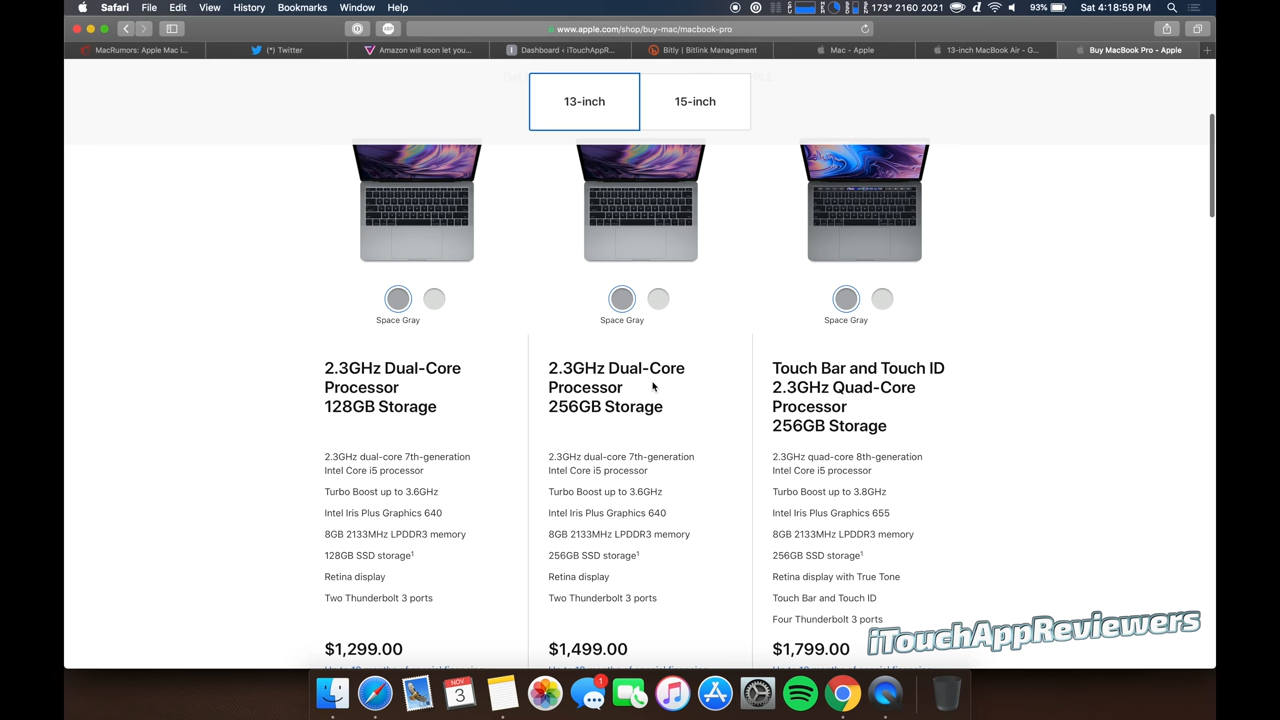 Safari File Edit View History Bookmarks Window Help
173° 2160 2021 93% Sat 4:18:59 PM
www.apple.com/shop/buy-mac/macbook-pro
MacRumors: Apple Mac i... (*) Twitter Amazon will soon let you... Dashboard ‹ iTouchAppR... Bitly | Bitlink Management Mac - Apple 13-inch MacBook Air - G... Buy MacBook Pro - Apple
13-inch 15-inch
Space Gray Space Gray Space Gray
2.3GHz Dual-Core
Processor
128GB Storage
2.3GHz dual-core 7th-generation
Intel Core i5 processor
Turbo Boost up to 3.6GHz
Intel Iris Plus Graphics 640
8GB 2133MHz LPDDR3 memory
128GB SSD storage¹
Retina display
Two Thunderbolt 3 ports
$1,299.00
2.3GHz Dual-Core
Processor
256GB Storage
2.3GHz dual-core 7th-generation
Intel Core i5 processor
Turbo Boost up to 3.6GHz
Intel Iris Plus Graphics 640
8GB 2133MHz LPDDR3 memory
256GB SSD storage¹
Retina display
Two Thunderbolt 3 ports
$1,499.00
Touch Bar and Touch ID
2.3GHz Quad-Core
Processor
256GB Storage
2.3GHz quad-core 8th-generation
Intel Core i5 processor
Turbo Boost up to 3.8GHz
Intel Iris Plus Graphics 655
8GB 2133MHz LPDDR3 memory
256GB SSD storage¹
Retina display with True Tone
Touch Bar and Touch ID
Four Thunderbolt 3 ports
$1,799.00
iTouchAppReviewers
NOV
3
1